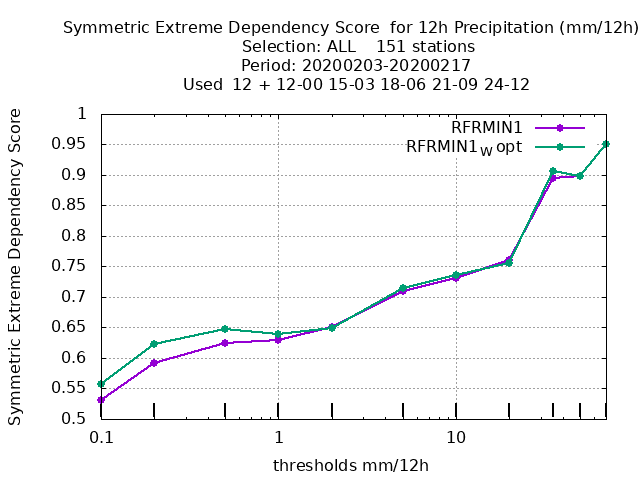 Symmetric Extreme Dependency Score  for 12h Precipitation (mm/12h)
Selection: ALL    151 stations
Period: 20200203-20200217
Used  12 + 12-00 15-03 18-06 21-09 24-12
RFRMIN1
RFRMIN1W opt
Symmetric Extreme Dependency Score
1
0.95
0.9
0.85
0.8
0.75
0.7
0.65
0.6
0.55
0.5
0.1 1 10
thresholds mm/12h